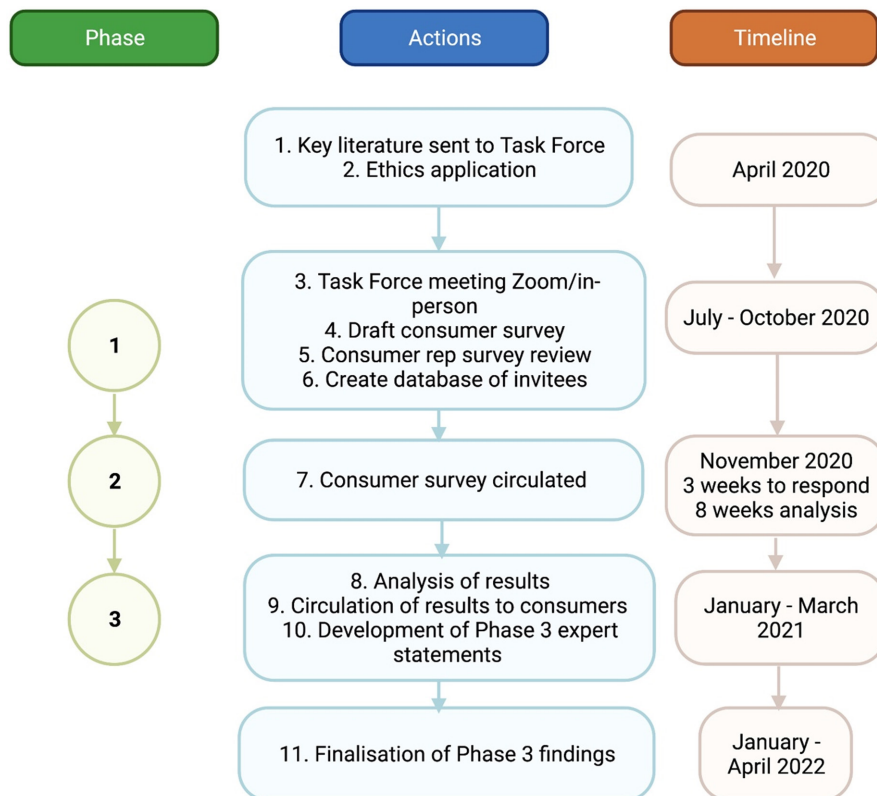 Phase
Actions
Timeline
1. Key literature sent to Task Force
2. Ethics application
April 2020
1
3. Task Force meeting Zoom/in-
person
4. Draft consumer survey
5. Consumer rep survey review
6. Create database of invitees
July - October 2020
2
7. Consumer survey circulated
November 2020
3 weeks to respond
8 weeks analysis
3
8. Analysis of results
9. Circulation of results to consumers
10. Development of Phase 3 expert
statements
January - March
2021
11. Finalisation of Phase 3 findings
January -
April 2022